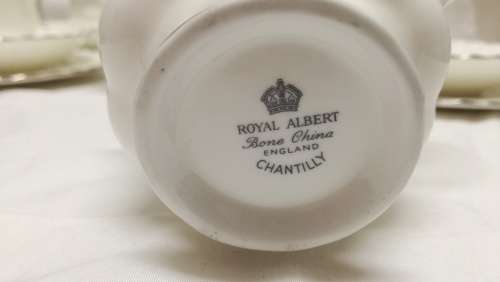 ROYAL ALBERT
Bone China
ENGLAND
CHANTILLY